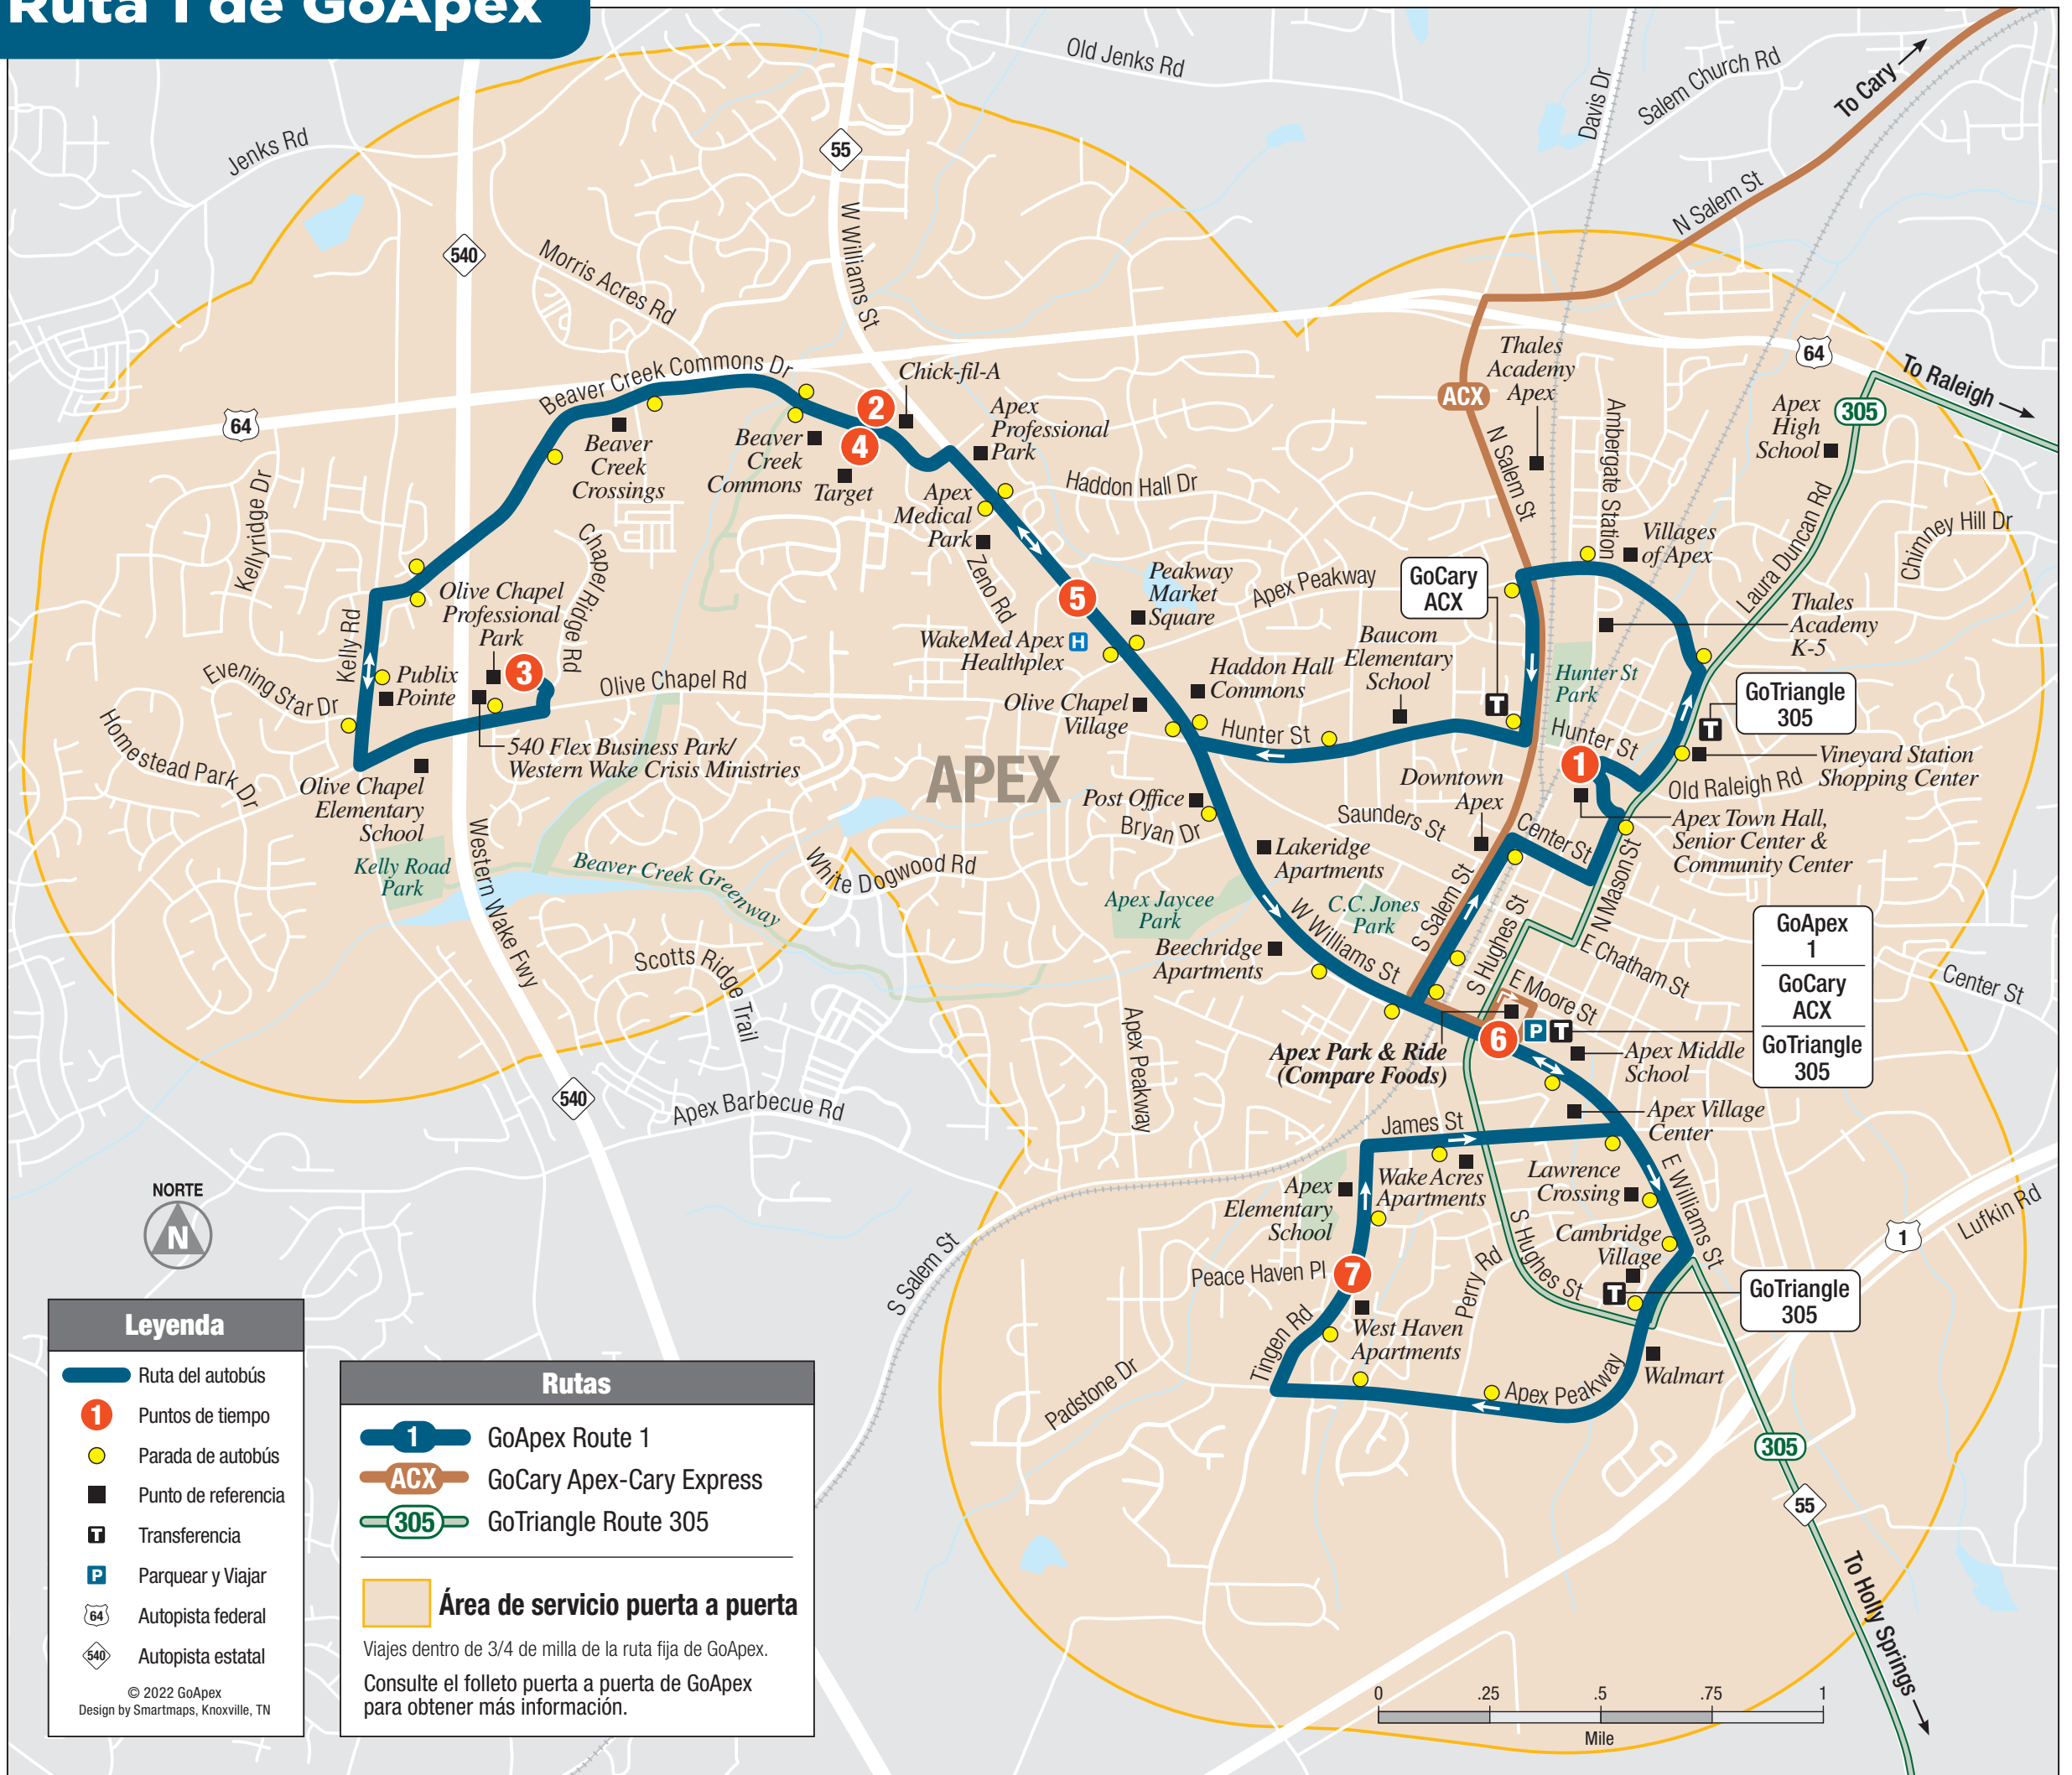 Ruta 1 de GoApex
Old Jenks Rd
Davis Dr
Salem Church Rd
To Cary
Jenks Rd
55
N Salem St
540
Morris Acres Rd
W Williams St
64
To Raleigh
Thales
Academy
Apex
ACX
305
Apex
High
School
Beaver Creek Commons Dr
Chick-fil-A
2
4
Apex
Professional
Park
64
Beaver
Creek
Crossings
Beaver
Creek
Commons
Target
Haddon Hall Dr
N Salem St
Ambergate Station
Laura Duncan Rd
Chimney Hill Dr
Kellyridge Dr
Apex
Medical
Park
Zeno Rd
Chapel Ridge Rd
Villages
of Apex
Olive Chapel
Professional
Park
5
Peakway
Market
Square
Apex Peakway
GoCary
ACX
Thales
Academy
K-5
Kelly Rd
WakeMed Apex
Healthplex
H
Baucom
Elementary
School
Hunter St
Park
Evening Star Dr
Publix
Pointe
3
Olive Chapel Rd
Haddon Hall
Commons
T
GoTriangle
305
T
Olive Chapel
Village
Homestead Park Dr
540 Flex Business Park/
Western Wake Crisis Ministries
Hunter St
Hunter St
1
Vineyard Station
Shopping Center
Old Raleigh Rd
APEX
Olive Chapel
Elementary
School
Post Office
Bryan Dr
Downtown
Apex
Saunders St
Center St
Apex Town Hall,
Senior Center &
Community Center
Lakeridge
Apartments
Kelly Road
Park
Western Wake Fwy
Beaver Creek Greenway
White Dogwood Rd
Apex Jaycee
Park
C.C. Jones
Park
S Salem St
S Hughes St
N Mason St
E Chatham St
Center St
W Williams St
Beechridge
Apartments
Scotts Ridge Trail
E Moore St
GoApex
1
GoCary
ACX
GoTriangle
305
6
P
T
Apex Park & Ride
(Compare Foods)
Apex Middle
School
Apex Peakway
540
Apex Barbecue Rd
Apex Village
Center
James St
Wake Acres
Apartments
Lawrence
Crossing
E Williams St
Apex
Elementary
School
NORTE
N
S Salem St
Cambridge
Village
S Hughes St
Perry Rd
1
Lufkin Rd
Peace Haven Pl
7
T
GoTriangle
305
Tingen Rd
West Haven
Apartments
Walmart
Apex Peakway
Padstone Dr
305
55
To Holly Springs
Leyenda
Ruta del autobús
1
Puntos de tiempo
Parada de autobús
Punto de referencia
T
Transferencia
P
Parquear y Viajar
64
Autopista federal
540
Autopista estatal
© 2022 GoApex
Design by Smartmaps, Knoxville, TN
Rutas
1
GoApex Route 1
ACX
GoCary Apex-Cary Express
305
GoTriangle Route 305
Área de servicio puerta a puerta
Viajes dentro de 3/4 de milla de la ruta fija de GoApex.
Consulte el folleto puerta a puerta de GoApex
para obtener más información.
0 .25 .5 .75 1
Mile